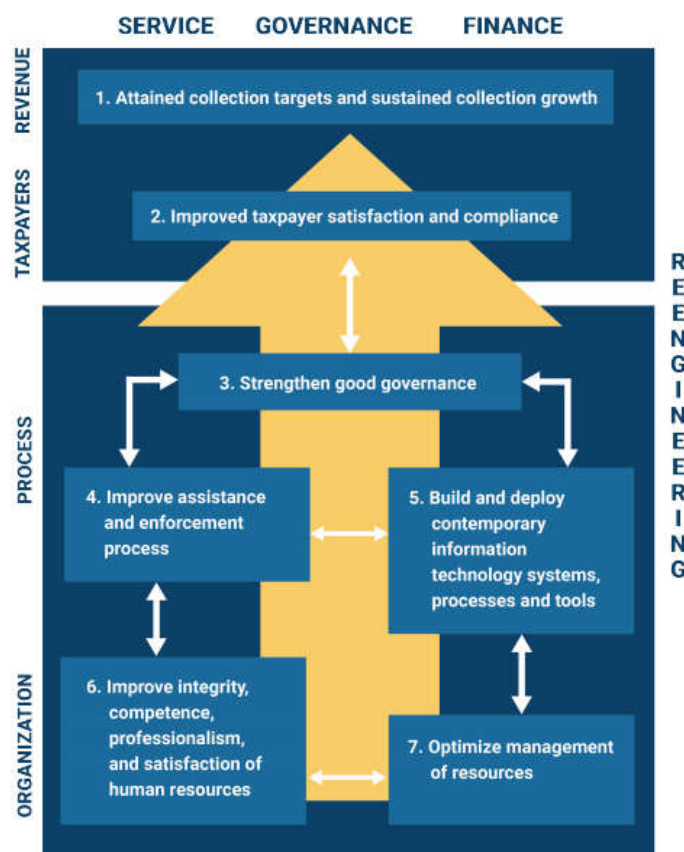 SERVICE GOVERNANCE FINANCE
REVENUE
1. Attained collection targets and sustained collection growth
TAXPAYERS
2. Improved taxpayer satisfaction and compliance
REENGINEERING
PROCESS
3. Strengthen good governance
4. Improve assistance
and enforcement
process
5. Build and deploy
contemporary
information
technology systems,
processes and tools
ORGANIZATION
6. Improve integrity,
competence,
professionalism,
and satisfaction of
human resources
7. Optimize management
of resources